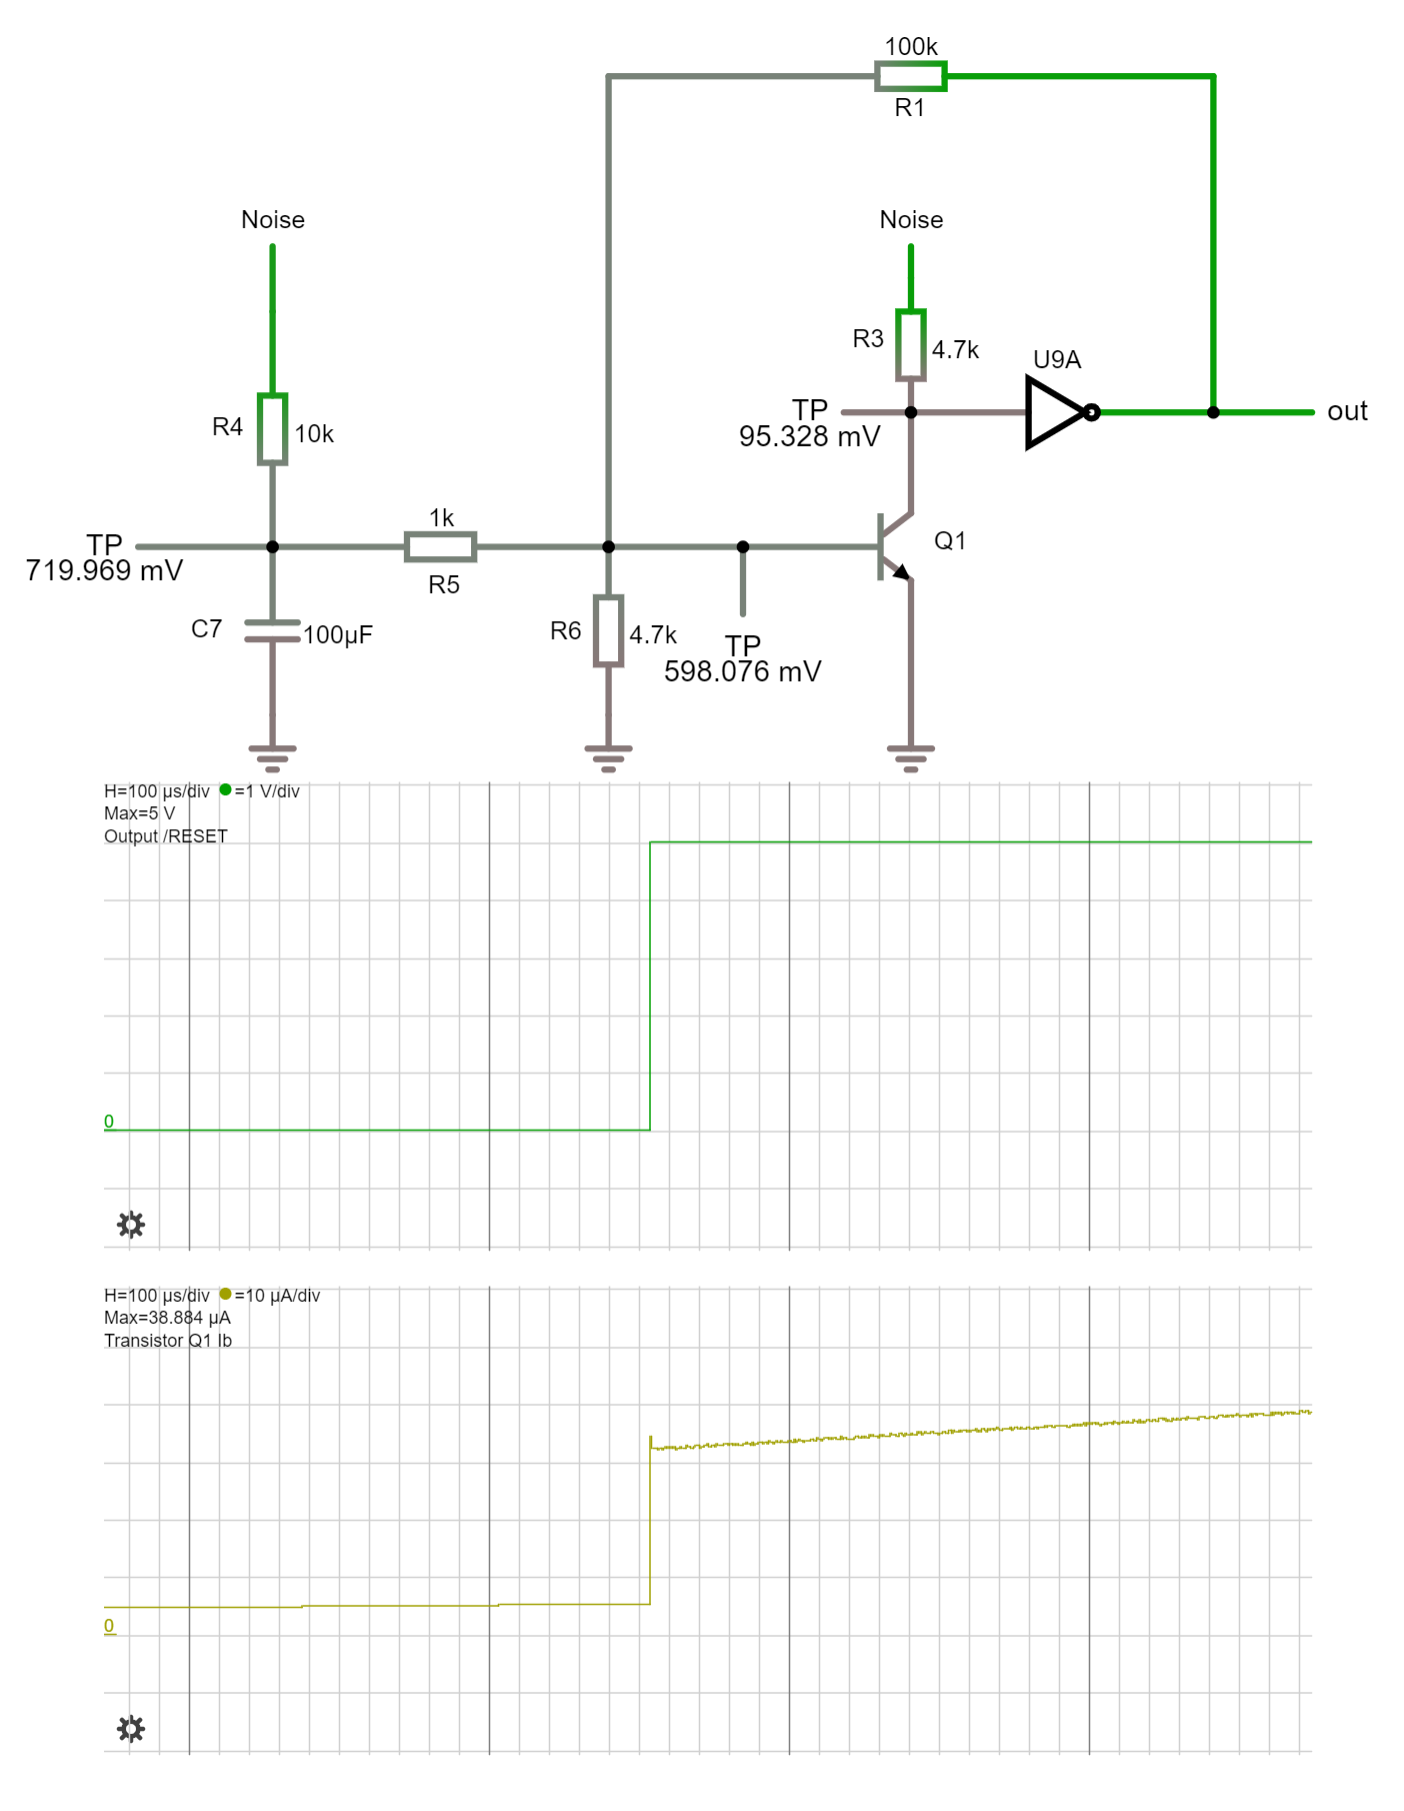 100k
R1
Noise
Noise
R3
4.7k
U9A
TP
95.328 mV
out
R4
10k
1k
TP
719.969 mV
R5
Q1
C7
100µF
R6
4.7k
TP
598.076 mV
H=100 µs/div =1 V/div
Max=5 V
Output /RESET
0
H=100 µs/div =10 µA/div
Max=38.884 µA
Transistor Q1 Ib
0